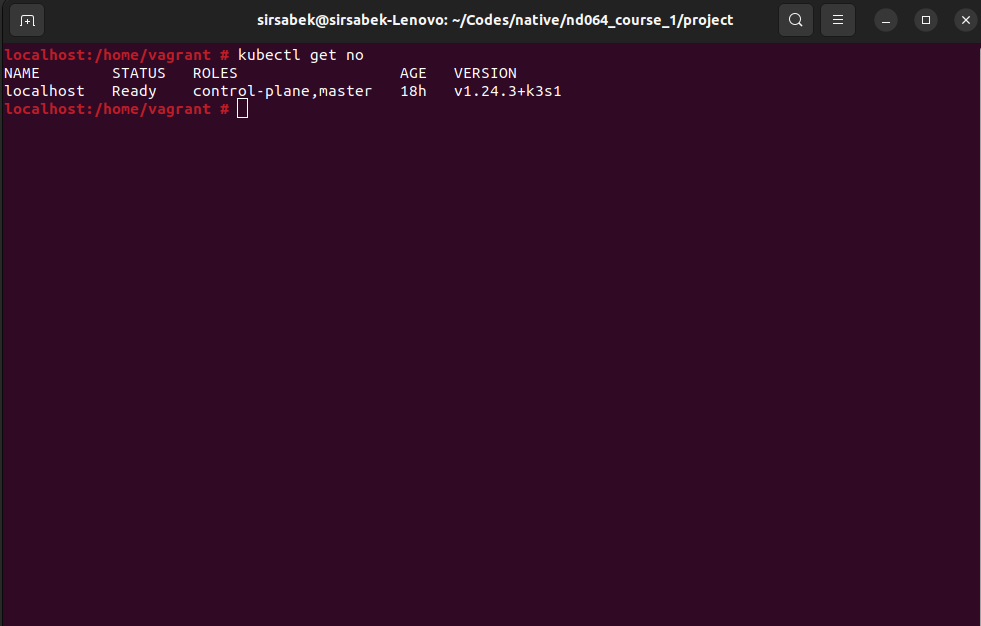 sirsabek@sirsabek-Lenovo: ~/Codes/native/nd064_course_1/project
localhost:/home/vagrant # kubectl get no
NAME        STATUS   ROLES                  AGE   VERSION
localhost   Ready    control-plane,master   18h   v1.24.3+k3s1
localhost:/home/vagrant #